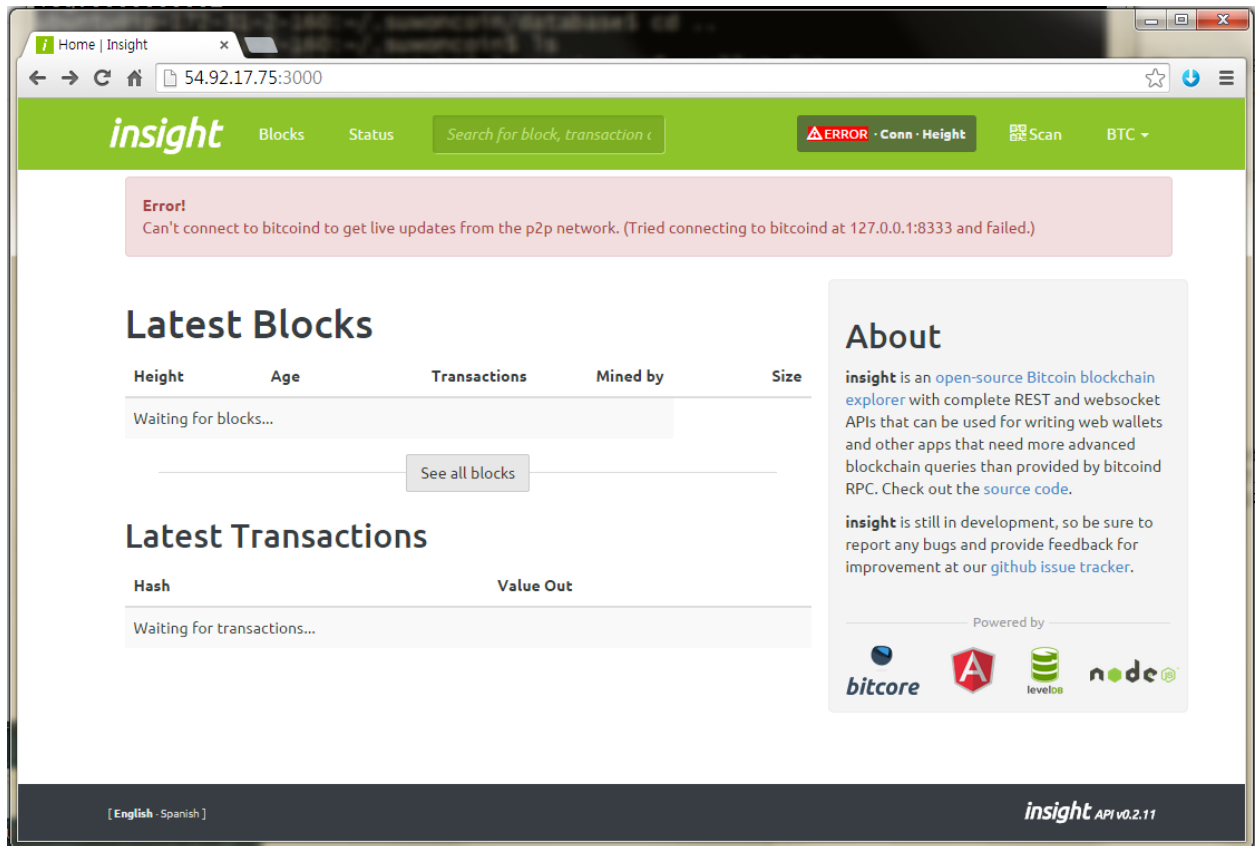 :~/.suwoncoin/database$ cd ..
:~/.suwoncoin$ ls
Home | Insight
54.92.17.75:3000
insight Blocks Status Search for block, transaction ERROR · Conn · Height Scan BTC
Error!
Can't connect to bitcoind to get live updates from the p2p network. (Tried connecting to bitcoind at 127.0.0.1:8333 and failed.)
Latest Blocks
Height Age Transactions Mined by Size
Waiting for blocks...
See all blocks
Latest Transactions
Hash Value Out
Waiting for transactions...
About
insight is an open-source Bitcoin blockchain
explorer with complete REST and websocket
APIs that can be used for writing web wallets
and other apps that need more advanced
blockchain queries than provided by bitcoind
RPC. Check out the source code.
insight is still in development, so be sure to
report any bugs and provide feedback for
improvement at our github issue tracker.
Powered by
bitcore levelDB node JS
[ English · Spanish ]
insight API v0.2.11